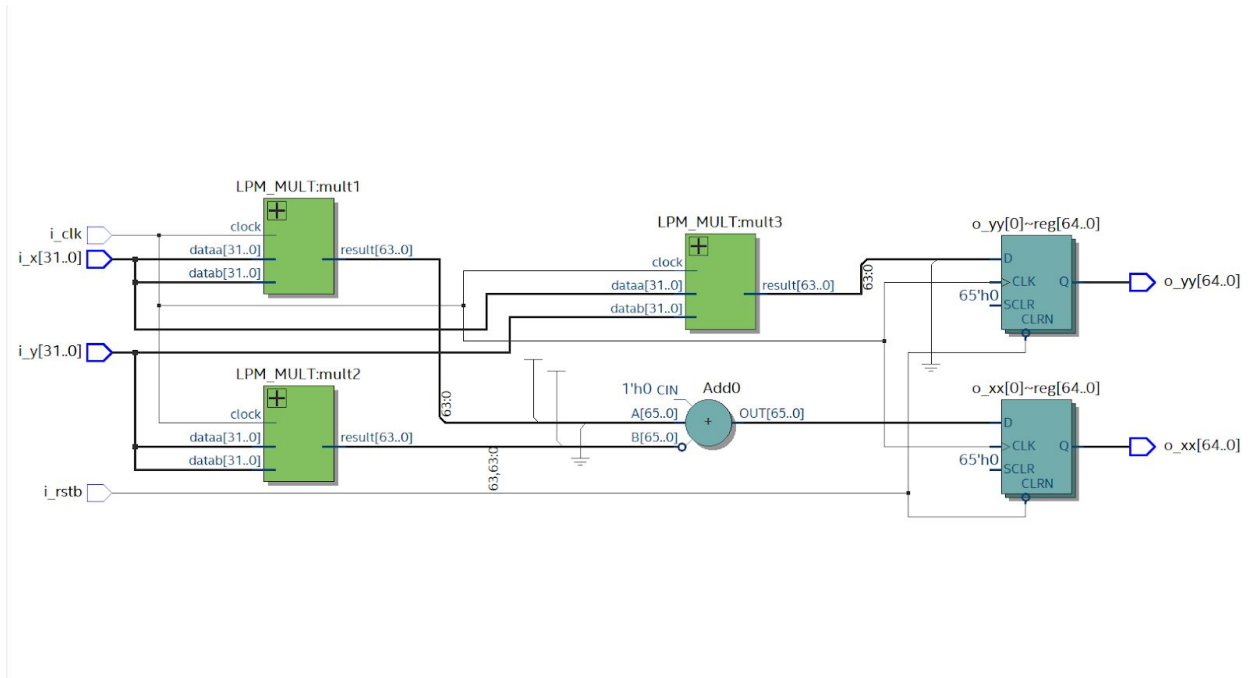 LPM_MULT:mult1
i_clk
i_x[31..0]
clock
dataa[31..0]
datab[31..0]
result[63..0]
LPM_MULT:mult3
clock
dataa[31..0]
datab[31..0]
result[63..0]
63:0
o_yy[0]~reg[64..0]
D
CLK
Q
65'h0
SCLR
CLRN
o_yy[64..0]
i_y[31..0]
LPM_MULT:mult2
clock
dataa[31..0]
datab[31..0]
result[63..0]
63:0
63,63:0
1'h0 CIN
Add0
A[65..0]
B[65..0]
+
OUT[65..0]
o_xx[0]~reg[64..0]
D
CLK
Q
65'h0
SCLR
CLRN
o_xx[64..0]
i_rstb